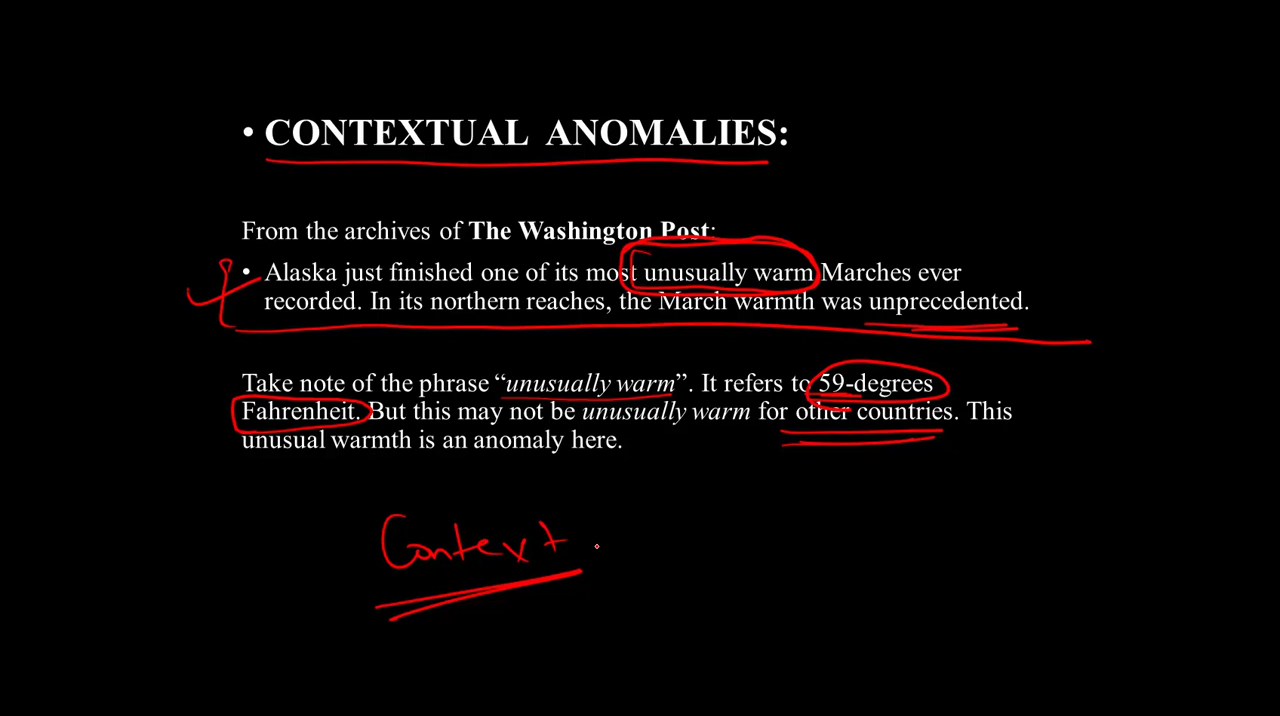 • CONTEXTUAL ANOMALIES:
From the archives of The Washington Post:
• Alaska just finished one of its most unusually warm Marches ever
recorded. In its northern reaches, the March warmth was unprecedented.
Take note of the phrase “unusually warm”. It refers to 59-degrees
Fahrenheit. But this may not be unusually warm for other countries. This
unusual warmth is an anomaly here.
Context